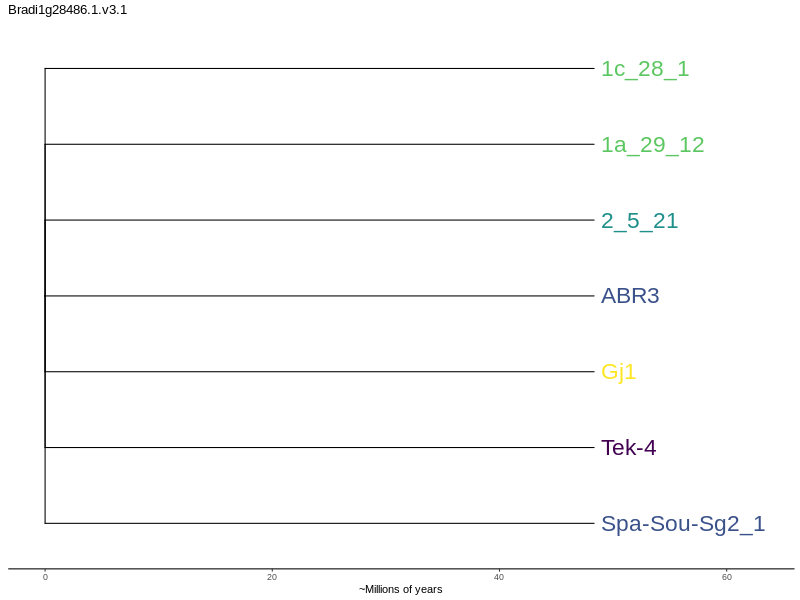 Bradi1g28486.1.v3.1
1c_28_1
1a_29_12
2_5_21
ABR3
Gj1
Tek-4
Spa-Sou-Sg2_1
0 20 40 60
~Millions of years